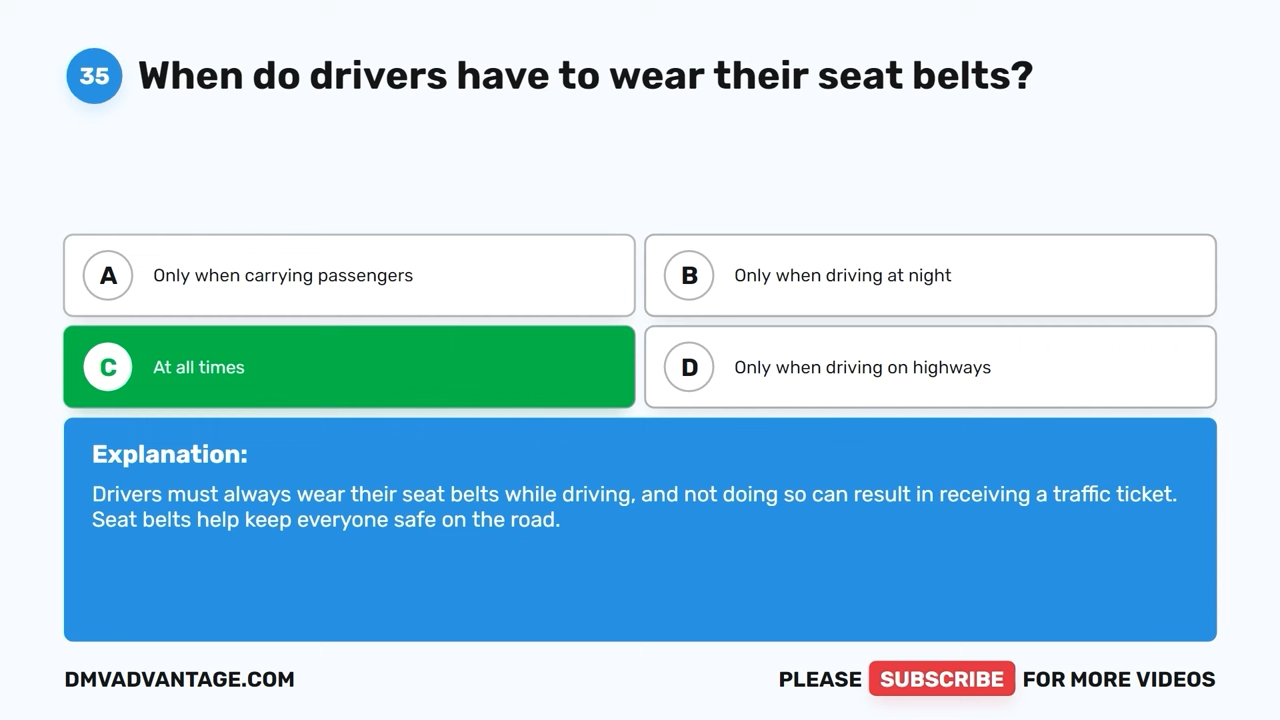 35 When do drivers have to wear their seat belts?
A Only when carrying passengers
B Only when driving at night
C At all times
D Only when driving on highways
Explanation:
Drivers must always wear their seat belts while driving, and not doing so can result in receiving a traffic ticket.
Seat belts help keep everyone safe on the road.
DMVADVANTAGE.COM
PLEASE SUBSCRIBE FOR MORE VIDEOS